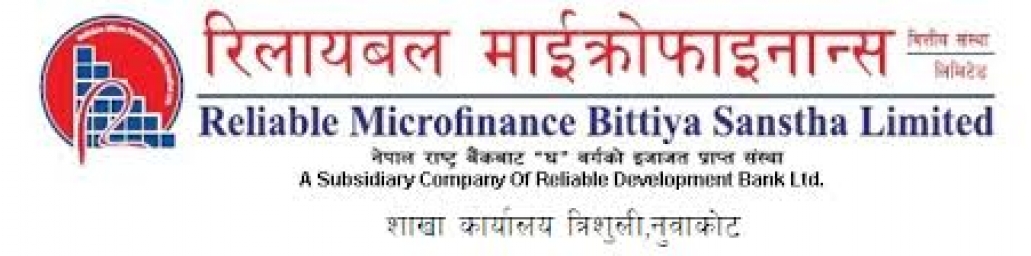 रिलायबल माईक्रोफाइनान्स वित्तीय संस्था लिमिटेड
Reliable Microfinance Bittiya Sanstha Limited
नेपाल राष्ट्र बैंकबाट "घ" वर्गको इजाजत प्राप्त संस्था
A Subsidiary Company Of Reliable Development Bank Ltd.
शाखा कार्यालय त्रिशुली,नुवाकोट